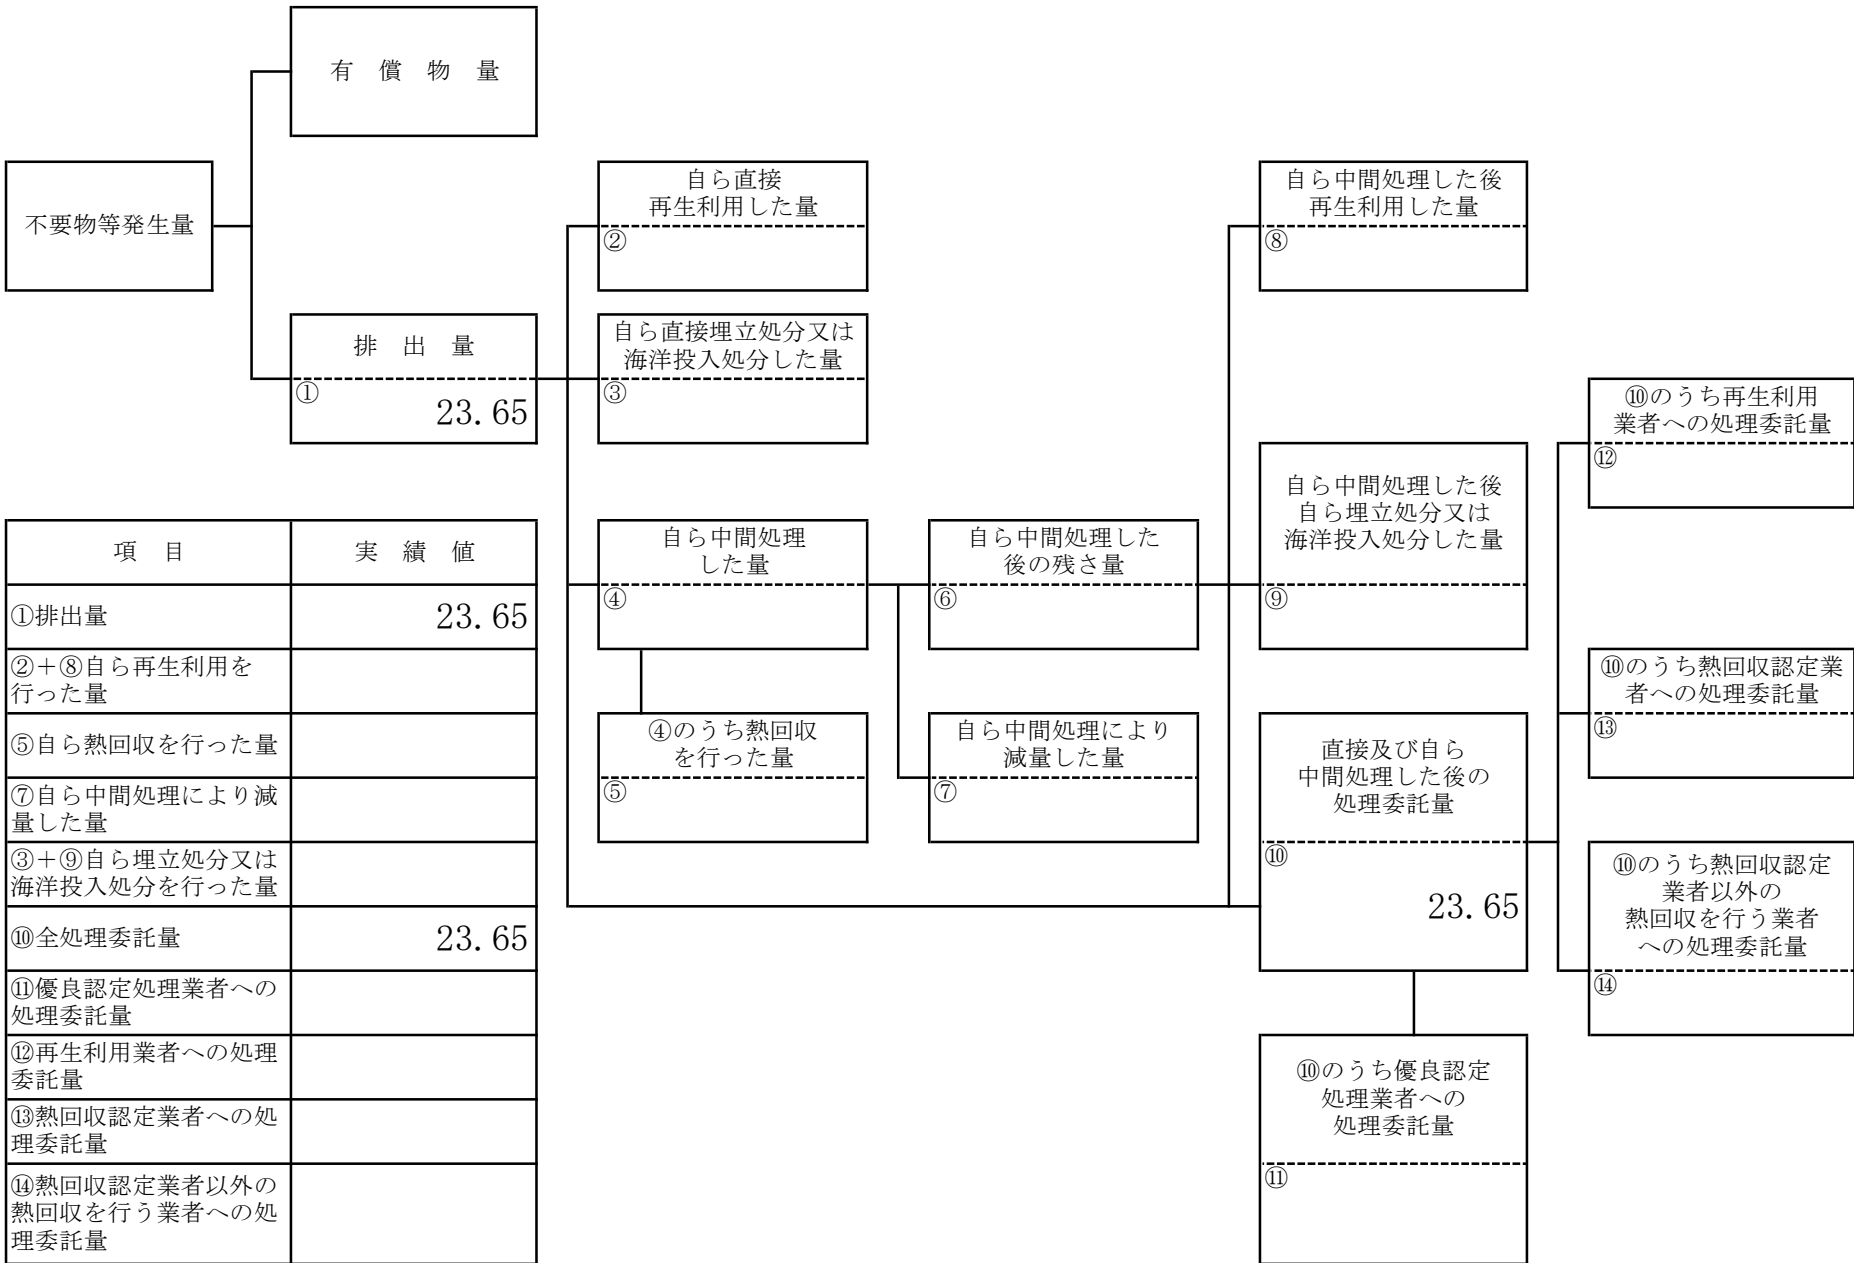 有 償 物 量
不要物等発生量
排 出 量
①
23.65
自ら直接
再生利用した量
②
自ら直接埋立処分又は
海洋投入処分した量
③
自ら中間処理
した量
④
④のうち熱回収
を行った量
⑤
自ら中間処理した
後の残さ量
⑥
自ら中間処理により
減量した量
⑦
自ら中間処理した後
再生利用した量
⑧
自ら中間処理した後
自ら埋立処分又は
海洋投入処分した量
⑨
直接及び自ら
中間処理した後の
処理委託量
⑩
23.65
⑩のうち優良認定
処理業者への
処理委託量
⑪
⑩のうち再生利用
業者への処理委託量
⑫
⑩のうち熱回収認定業
者への処理委託量
⑬
⑩のうち熱回収認定
業者以外の
熱回収を行う業者
への処理委託量
⑭
項 目 実 績 値
①排出量 23.65
②+⑧自ら再生利用を
行った量
⑤自ら熱回収を行った量
⑦自ら中間処理により減
量した量
③+⑨自ら埋立処分又は
海洋投入処分を行った量
⑩全処理委託量 23.65
⑪優良認定処理業者への
処理委託量
⑫再生利用業者への処理
委託量
⑬熱回収認定業者への処
理委託量
⑭熱回収認定業者以外の
熱回収を行う業者への処
理委託量